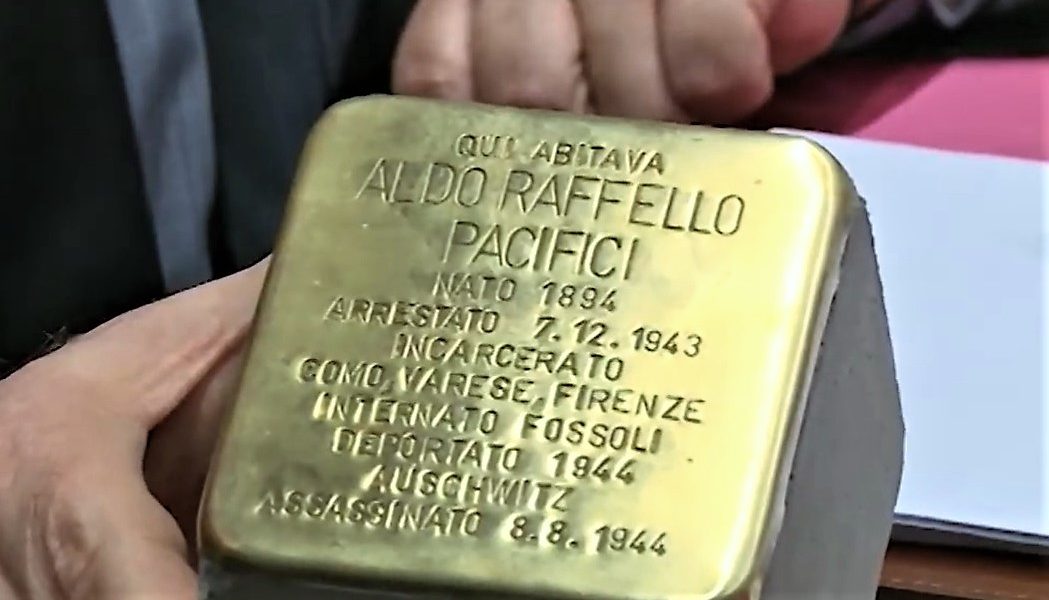 QUI ABITAVA
ALDO RAFFELLO
PACIFICI
NATO 1894
ARRESTATO 7.12.1943
INCARCERATO
COMO, VARESE, FIRENZE
INTERNATO FOSSOLI
DEPORTATO 1944
AUSCHWITZ
ASSASSINATO 8.8.1944